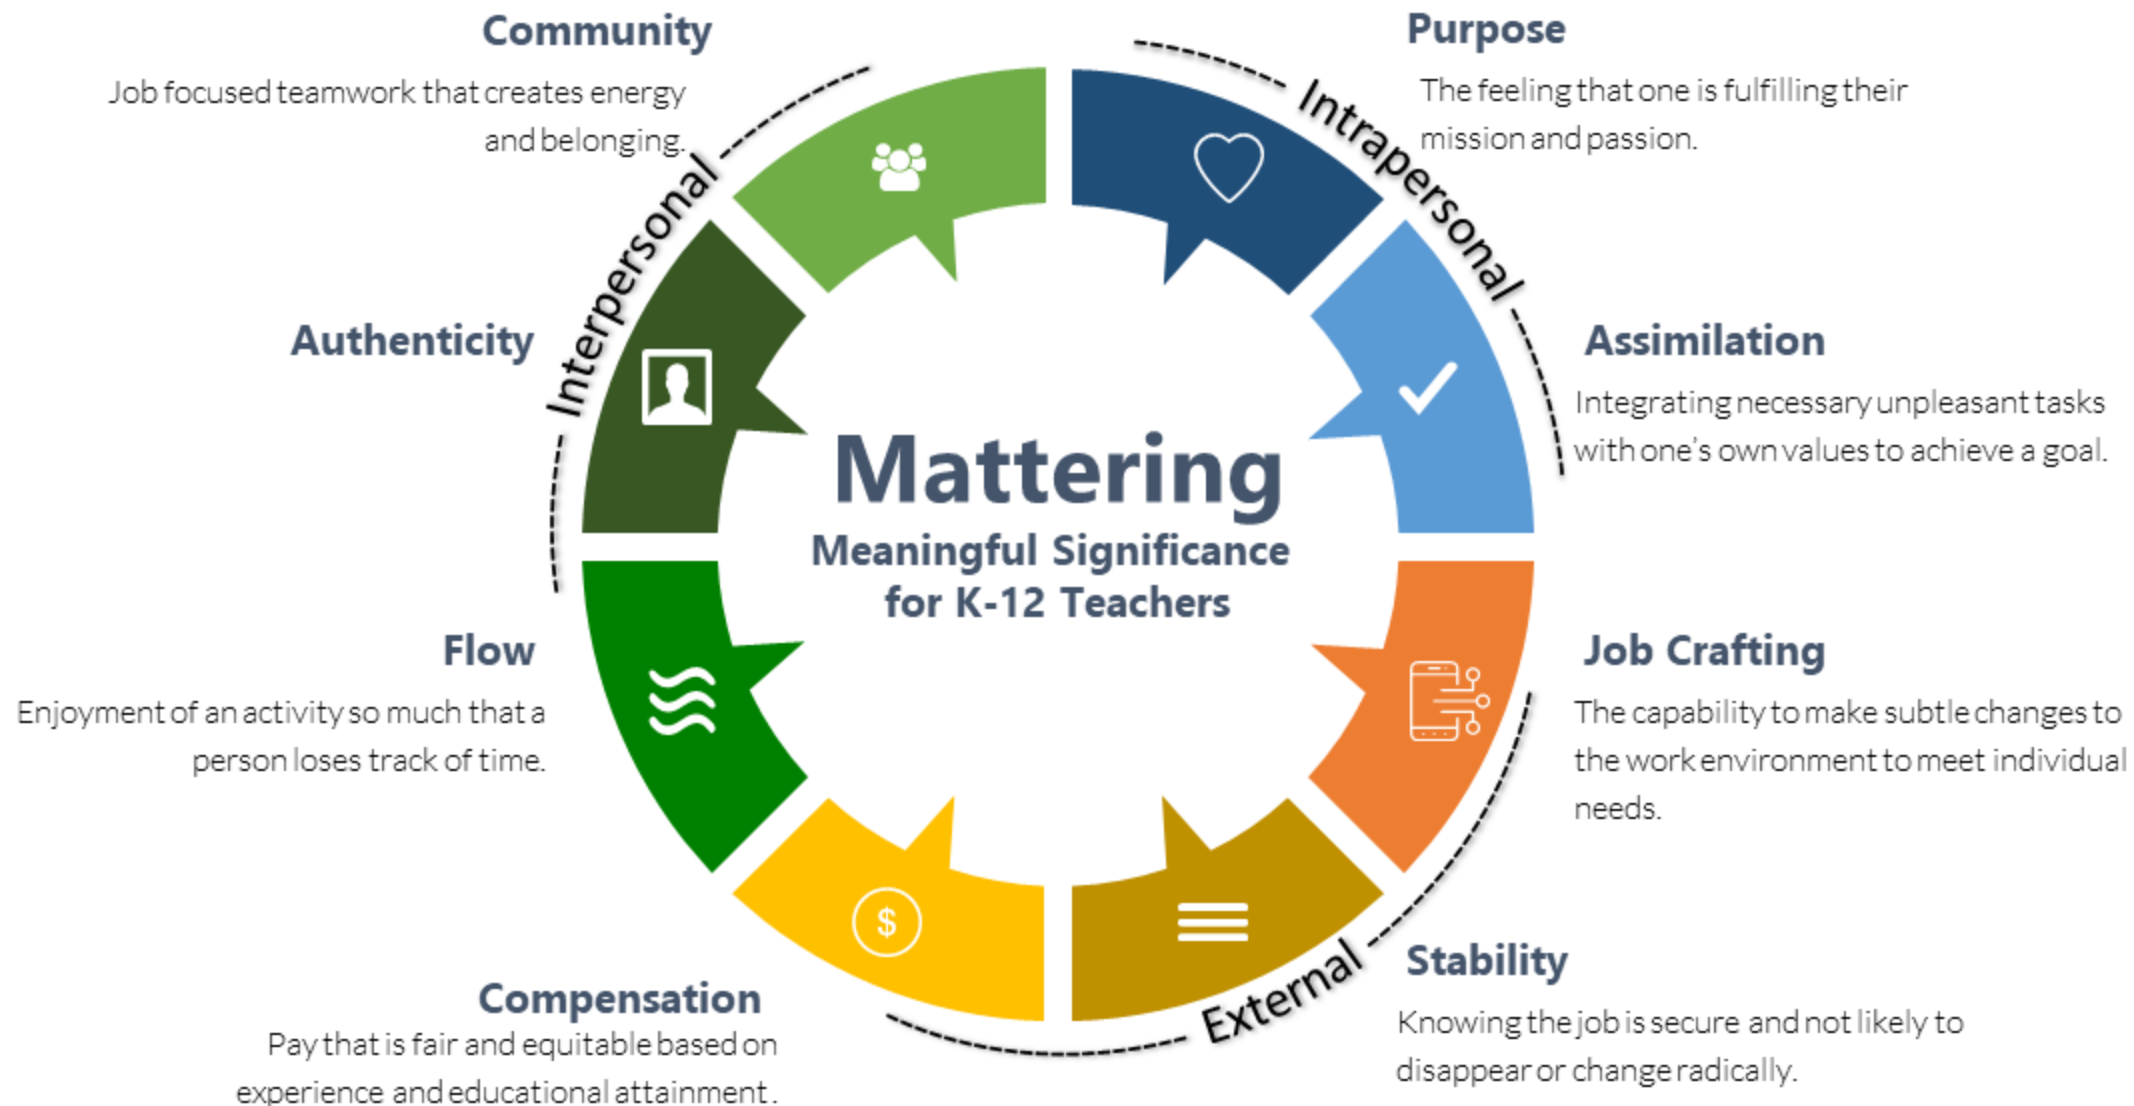 Community
Job focused teamwork that creates energy
and belonging.
Purpose
The feeling that one is fulfilling their
mission and passion.
Interpersonal
Intrapersonal
Authenticity
Assimilation
Integrating necessary unpleasant tasks
with one's own values to achieve a goal.
Mattering
Meaningful Significance
for K-12 Teachers
Flow
Enjoyment of an activity so much that a
person loses track of time.
Job Crafting
The capability to make subtle changes to
the work environment to meet individual
needs.
$
External
Compensation
Pay that is fair and equitable based on
experience and educational attainment.
Stability
Knowing the job is secure and not likely to
disappear or change radically.